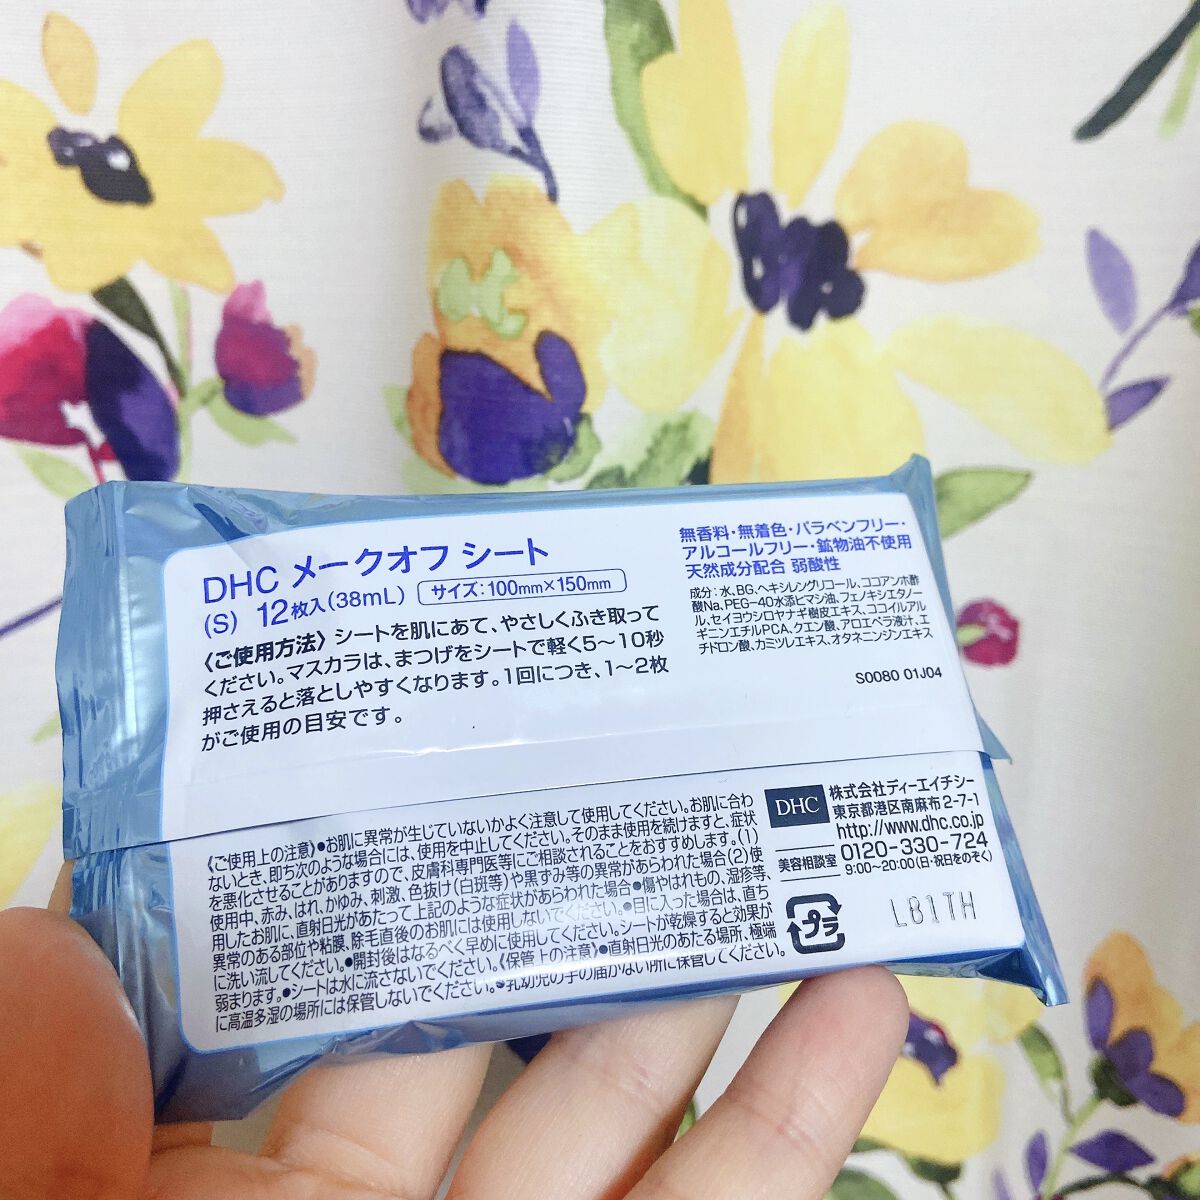 DHC メークオフ シート
(S) 12枚入(38mL) サイズ:100mm×150mm
〈ご使用方法〉シートを肌にあて、やさしくふき取って
ください。マスカラは、まつげをシートで軽く5〜10秒
押さえると落としやすくなります。1回につき、1〜2枚
がご使用の目安です。
無香料・無着色・パラベンフリー・
アルコールフリー・鉱物油不使用
天然成分配合 弱酸性
成分:水、BG、ヘキシレングリコール、ココアンホ酢
酸Na、PEG-40水添ヒマシ油、フェノキシエタノー
ル、セイヨウシロヤナギ樹皮エキス、ココイルアル
ギニンエチルPCA、クエン酸、アロエベラ液汁、エ
チドロン酸、カミツレエキス、オタネニンジンエキス
S0080 01J04
〈ご使用上の注意〉●お肌に異常が生じていないかよく注意して使用してください。お肌に合わ
ないとき、即ち次のような場合には、使用を中止してください。そのまま使用を続けますと、症状
を悪化させることがありますので、皮膚科専門医等にご相談されることをおすすめします。(1)
使用中、赤み、はれ、かゆみ、刺激、色抜け(白斑等)や黒ずみ等の異常があらわれた場合(2)使
用したお肌に、直射日光があたって上記のような症状があらわれた場合●傷やはれもの、湿疹等、
異常のある部位や粘膜、除毛直後のお肌には使用しないでください。●目に入った場合は、直ち
に洗い流してください。●開封後はなるべく早めに使用してください。シートが乾燥すると効果が
弱まります。●シートは水に流さないでください。《保管上の注意》●直射日光のあたる場所、極端
に高温多湿の場所には保管しないでください。●乳幼児の手の届かない所に保管してください。
DHC 株式会社ディーエイチシー
東京都港区南麻布2-7-1
http://www.dhc.co.jp
美容相談室 0120-330-724
9:00〜20:00(日・祝日をのぞく)
プラ
LB1TH